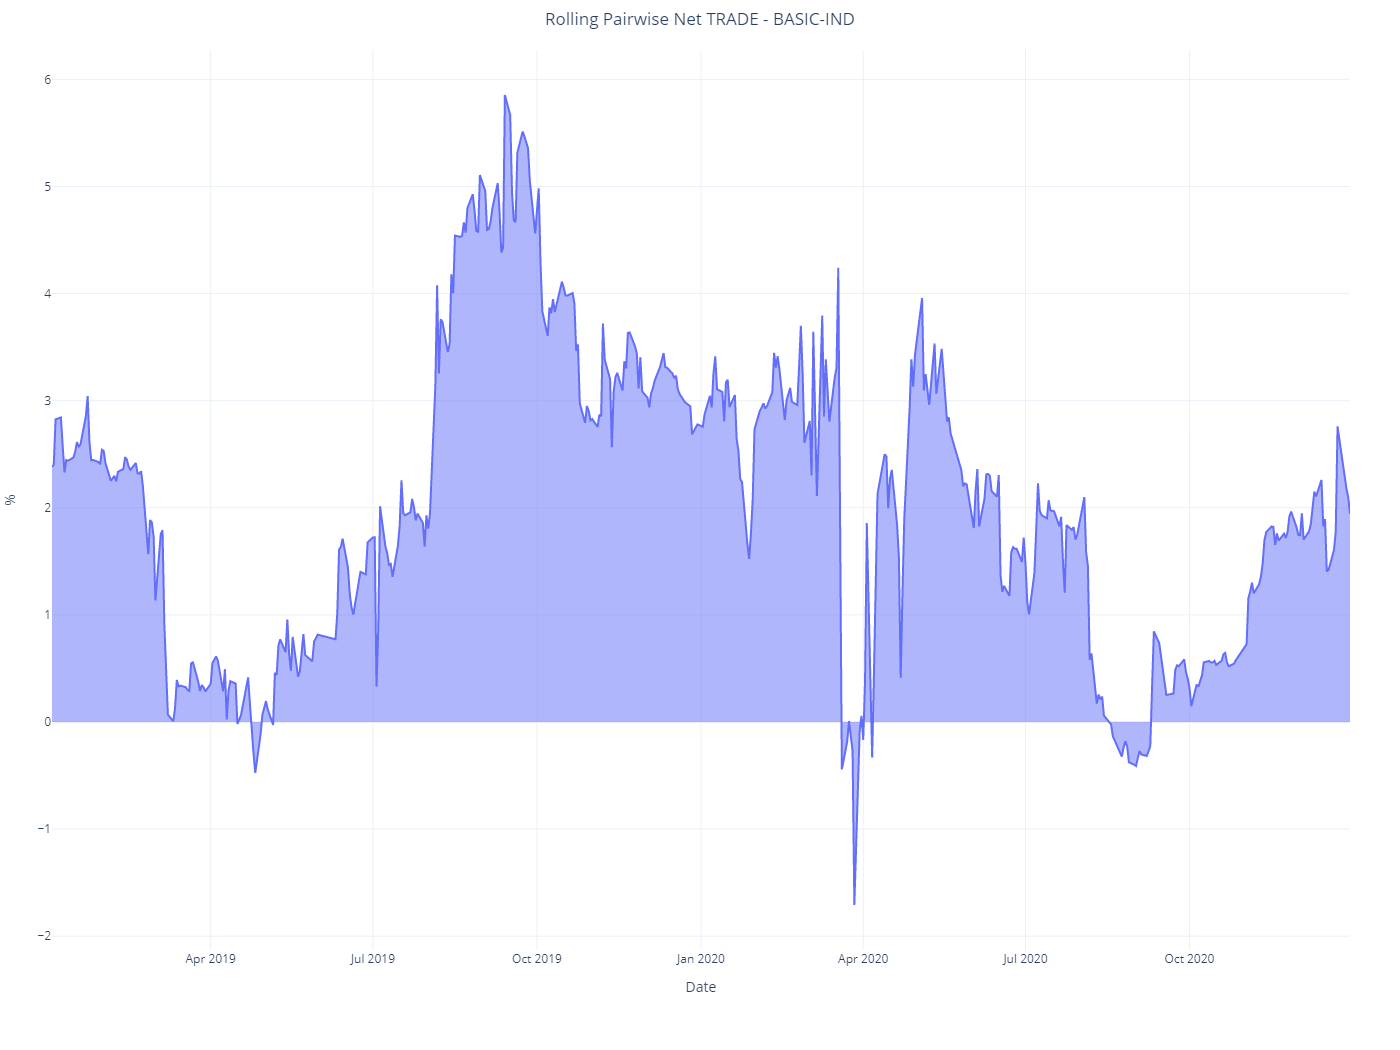 Rolling Pairwise Net TRADE - BASIC-IND
6
5
4
3
2
1
0
−1
−2
%
Apr 2019
Jul 2019
Oct 2019
Jan 2020
Apr 2020
Jul 2020
Oct 2020
Date